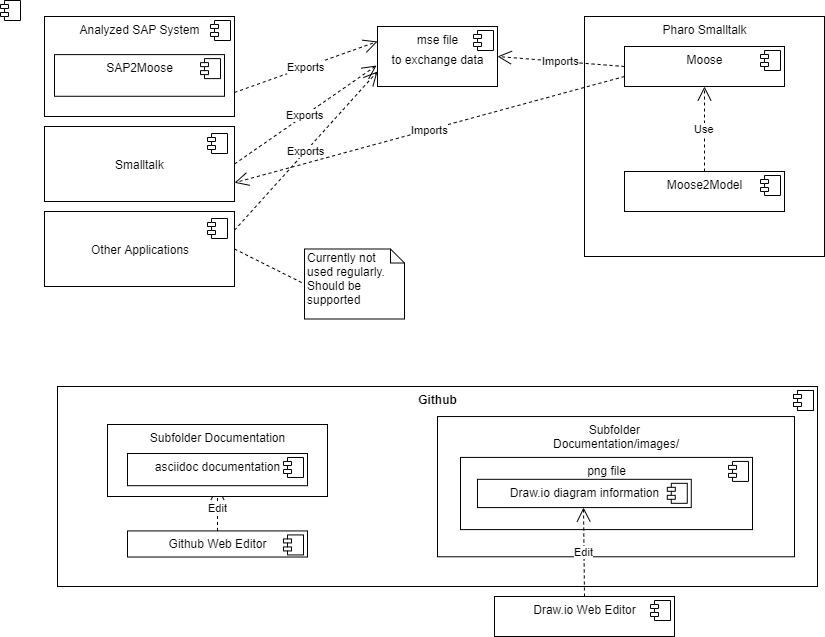 Analyzed SAP System
SAP2Moose
mse file
to exchange data
Pharo Smalltalk
Moose
Exports
Imports
Exports
Imports
Exports
Use
Smalltalk
Moose2Model
Other Applications
Currently not
used regularly.
Should be
supported
Github
Subfolder Documentation
asciidoc documentation
Edit
Github Web Editor
Subfolder
Documentation/images/
png file
Draw.io diagram information
Edit
Draw.io Web Editor